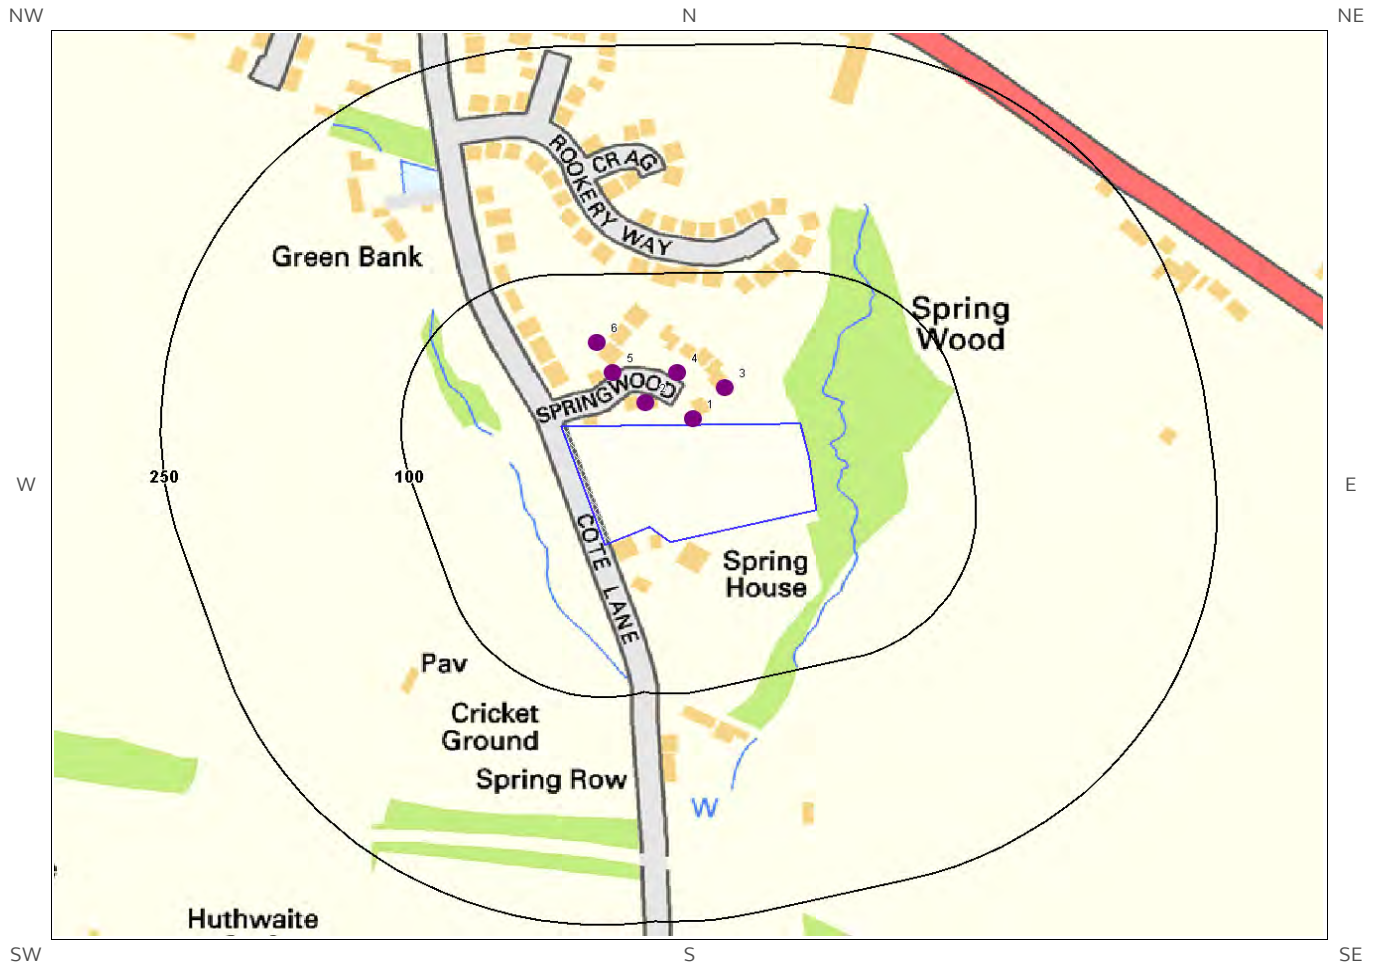 NW
N
NE
CRAG
ROOKERY WAY
Green Bank
Spring
Wood
6
5
4
3
2
1
SPRINGWOOD
W
250
100
E
COTE LANE
Spring
House
Pav
Cricket
Ground
Spring Row
W
Huthwaite
SW
S
SE